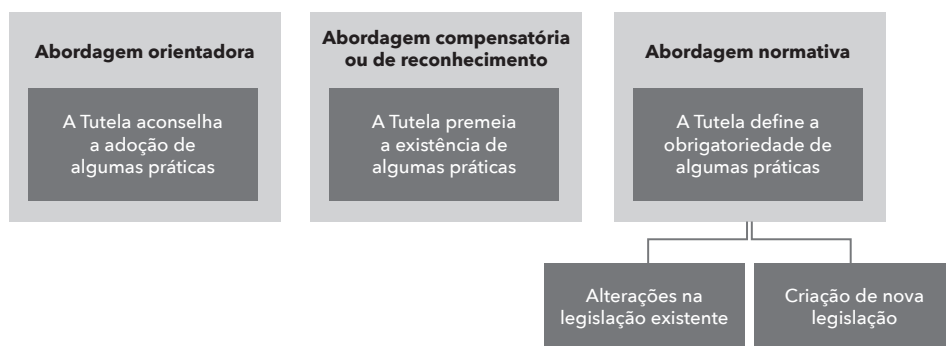 Abordagem orientadora
A Tutela aconselha
a adoção de
algumas práticas
Abordagem compensatória
ou de reconhecimento
A Tutela premeia
a existência de
algumas práticas
Abordagem normativa
A Tutela define a
obrigatoriedade de
algumas práticas
Alterações na
legislação existente
Criação de nova
legislação